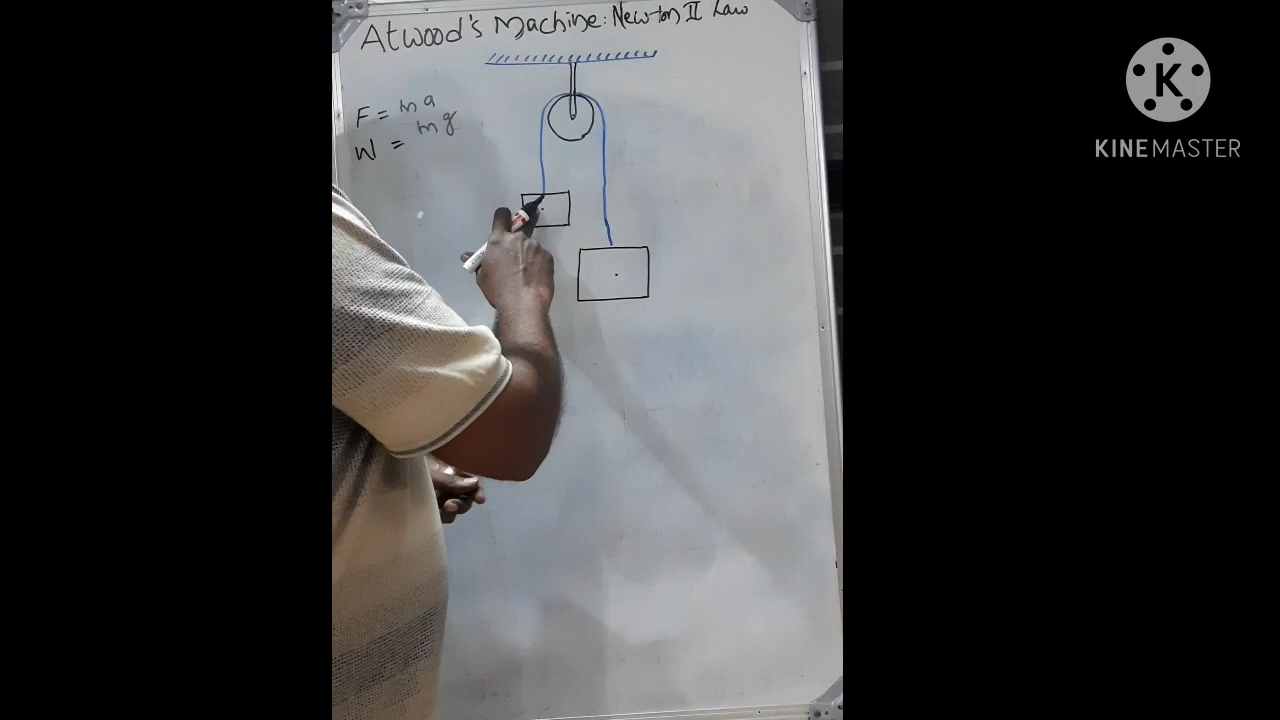 Atwood's Machine: Newton II Law
F = ma
W = mg
K
KINEMASTER